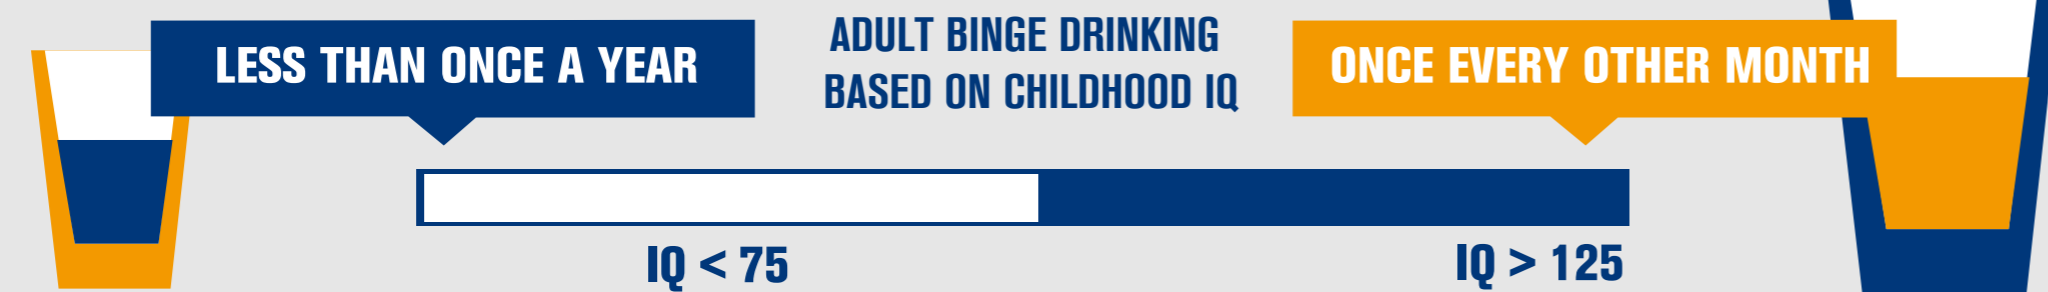 LESS THAN ONCE A YEAR
ADULT BINGE DRINKING
BASED ON CHILDHOOD IQ
ONCE EVERY OTHER MONTH
IQ < 75
IQ > 125